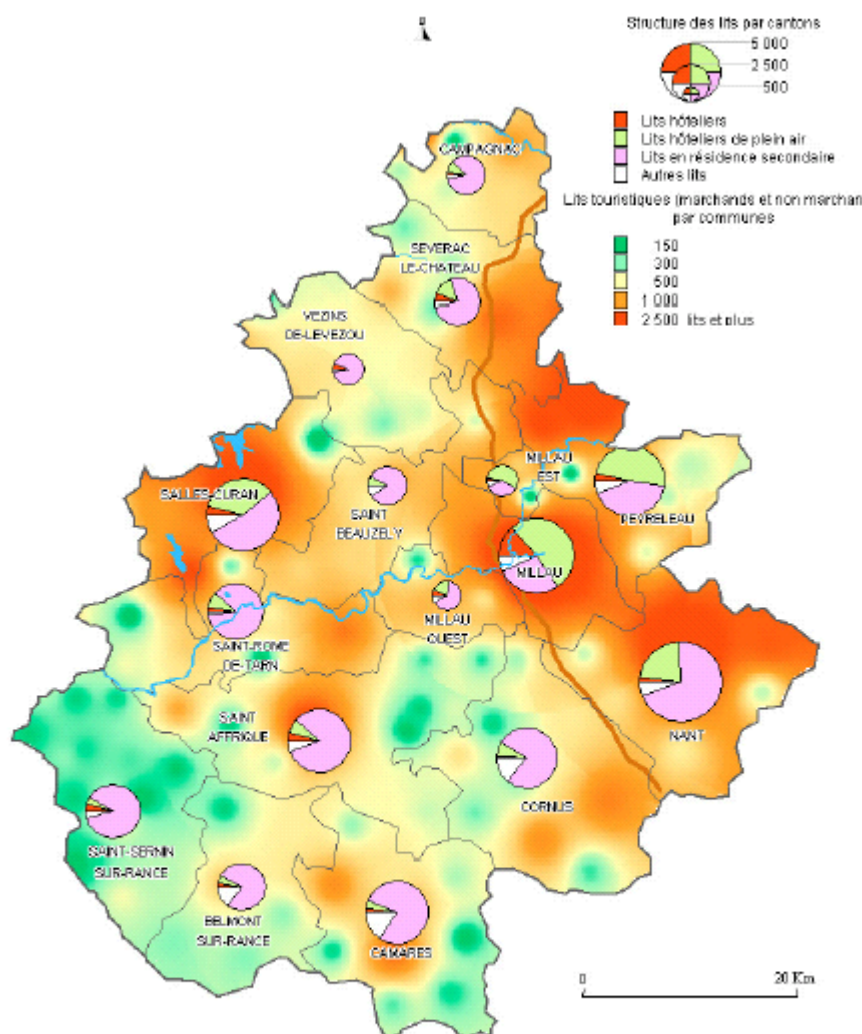 Structure des lits par cantons
5 000
2 500
500
Lits hôteliers
Lits hôteliers de plein air
Lits en résidence secondaire
Autres lits
Lits touristiques (marchands et non marchan
par communes
150
300
500
1 000
2 500 lits et plus
CAMPAGNAC
SEVERAC
LE-CHATEAU
VEZINS
DE-LEVEZOU
MILLAU
EST
SALLES-CURAN
SAINT
BEAUZELY
PEYRELEAU
MILLAU
MILLAU
OUEST
SAINT-ROME
DE-TARN
SAINT
AFFRIQUE
NANT
CORNUS
SAINT-SERNIN
SUR-RANCE
BELMONT
SUR-RANCE
CAMARES
0 20 Km